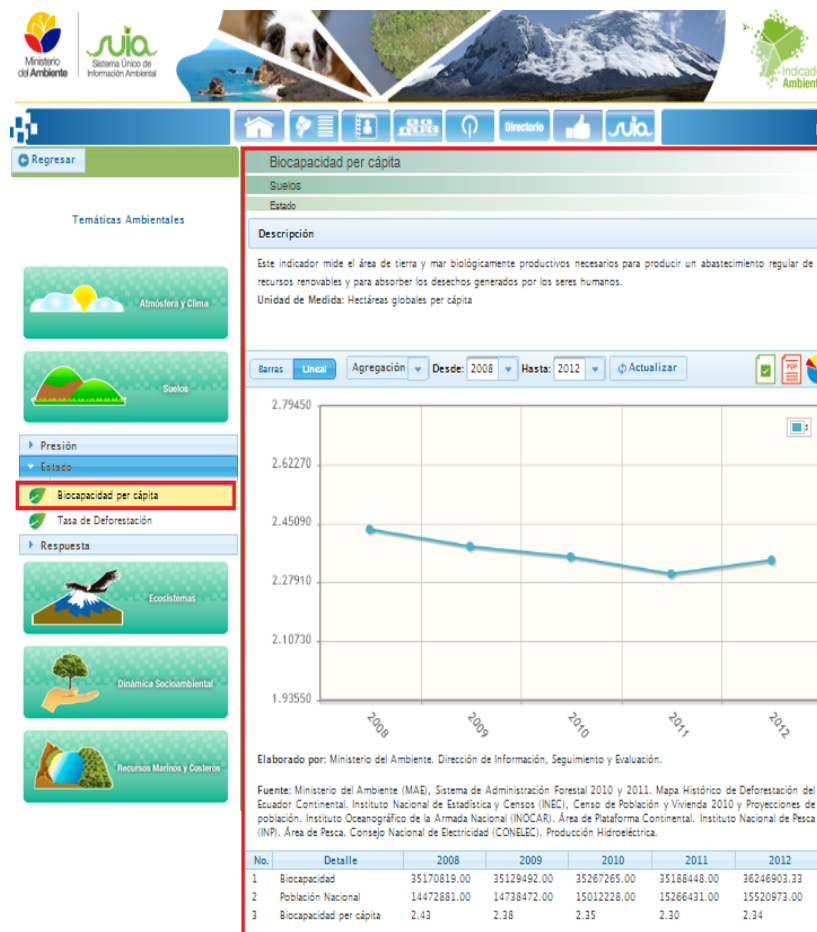 Ministerio
del Ambiente
suia
Sistema Único de
Información Ambiental
Indicad
Ambient
Directorio
suia
Regresar
Temáticas Ambientales
Atmósfera y Clima
Suelos
Presión
Estado
Biocapacidad per cápita
Tasa de Deforestación
Respuesta
Ecosistemas
Dinámica Socioambiental
Recursos Marinos y Costeros
Biocapacidad per cápita
Suelos
Estado
Descripción
Este indicador mide el área de tierra y mar biológicamente productivos necesarios para producir un abastecimiento regular de
recursos renovables y para absorber los desechos generados por los seres humanos.
Unidad de Medida: Hectáreas globales per cápita
Barras Lineal Agregación Desde: 2008 Hasta: 2012 Actualizar
PDF
2.79450
2.62270
2.45090
2.27910
2.10730
1.93550
3
2008 2009 2010 2011 2012
Elaborado por: Ministerio del Ambiente. Dirección de Información, Seguimiento y Evaluación.
Fuente: Ministerio del Ambiente (MAE), Sistema de Administración Forestal 2010 y 2011. Mapa Histórico de Deforestación del
Ecuador Continental. Instituto Nacional de Estadística y Censos (INEC), Censo de Población y Vivienda 2010 y Proyecciones de
población. Instituto Oceanográfico de la Armada Nacional (INOCAR). Área de Plataforma Continental. Instituto Nacional de Pesca
(INP). Área de Pesca. Consejo Nacional de Electricidad (CONELEC). Producción Hidroeléctrica.
No. Detalle 2008 2009 2010 2011 2012
1 Biocapacidad 35170819.00 35129492.00 35267265.00 35188448.00 36246903.33
2 Población Nacional 14472881.00 14738472.00 15012228.00 15266431.00 15520973.00
3 Biocapacidad per cápita 2.43 2.38 2.35 2.30 2.34